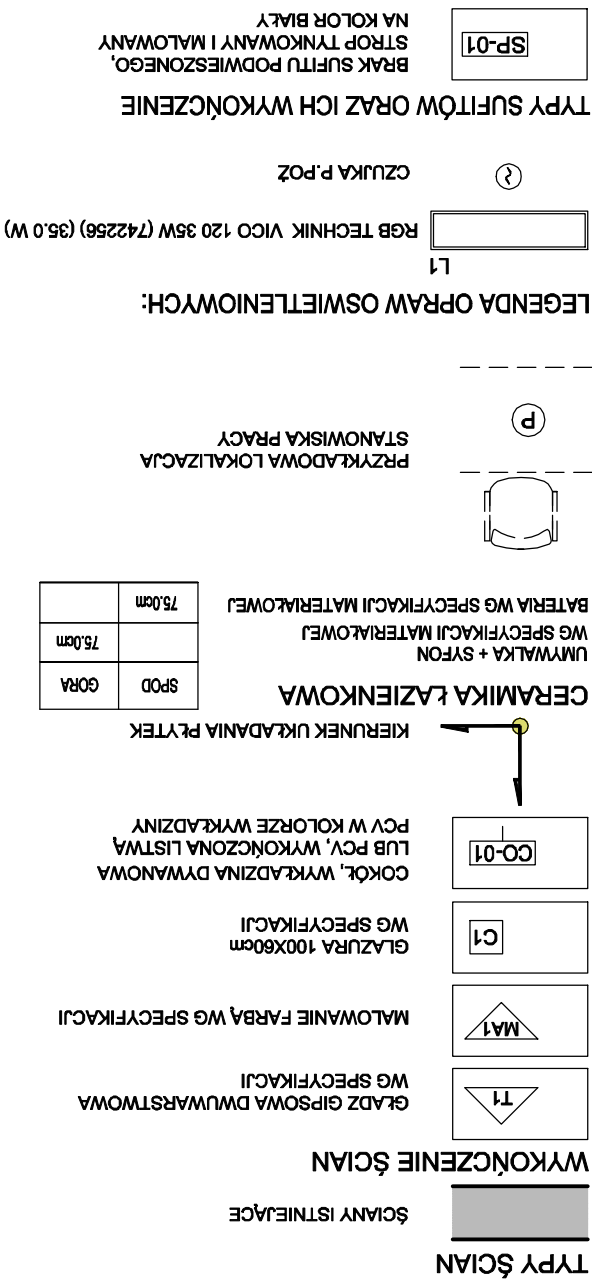 TYPY ŚCIAN
ŚCIANY ISTNIEJĄCE
WYKOŃCZENIE ŚCIAN
T1
GŁADZ GIPSOWA DWUWARSTWOWA
WG SPECYFIKACJI
MA1
MALOWANIE FARBĄ WG SPECYFIKACJI
C1
GLAZURA 100X60cm
WG SPECYFIKACJI
CO-01
COKÓŁ, WYKŁADZINA DYWANOWA
LUB PCV, WYKOŃCZONA LISTWĄ
PCV W KOLORZE WYKŁADZINY
KIERUNEK UKŁADANIA PŁYTEK
CERAMIKA ŁAZIENKOWA
SPOD GORA
UMYWALKA + SYFON
WG SPECYFIKACJI MATERIAŁOWEJ
75.0cm
BATERIA WG SPECYFIKACJI MATERIAŁOWEJ
75.0cm
PRZYKŁADOWA LOKALIZACJA
STANOWISKA PRACY
P
LEGENDA OPRAW OSWIETLENIOWYCH:
L1
RGB TECHNIK VICO 120 35W (742256) (35.0 W)
CZUJKA P.POŻ
TYPY SUFITÓW ORAZ ICH WYKOŃCZENIE
SP-01
BRAK SUFITU PODWIESZONEGO,
STROP TYNKOWANY I MALOWANY
NA KOLOR BIAŁY